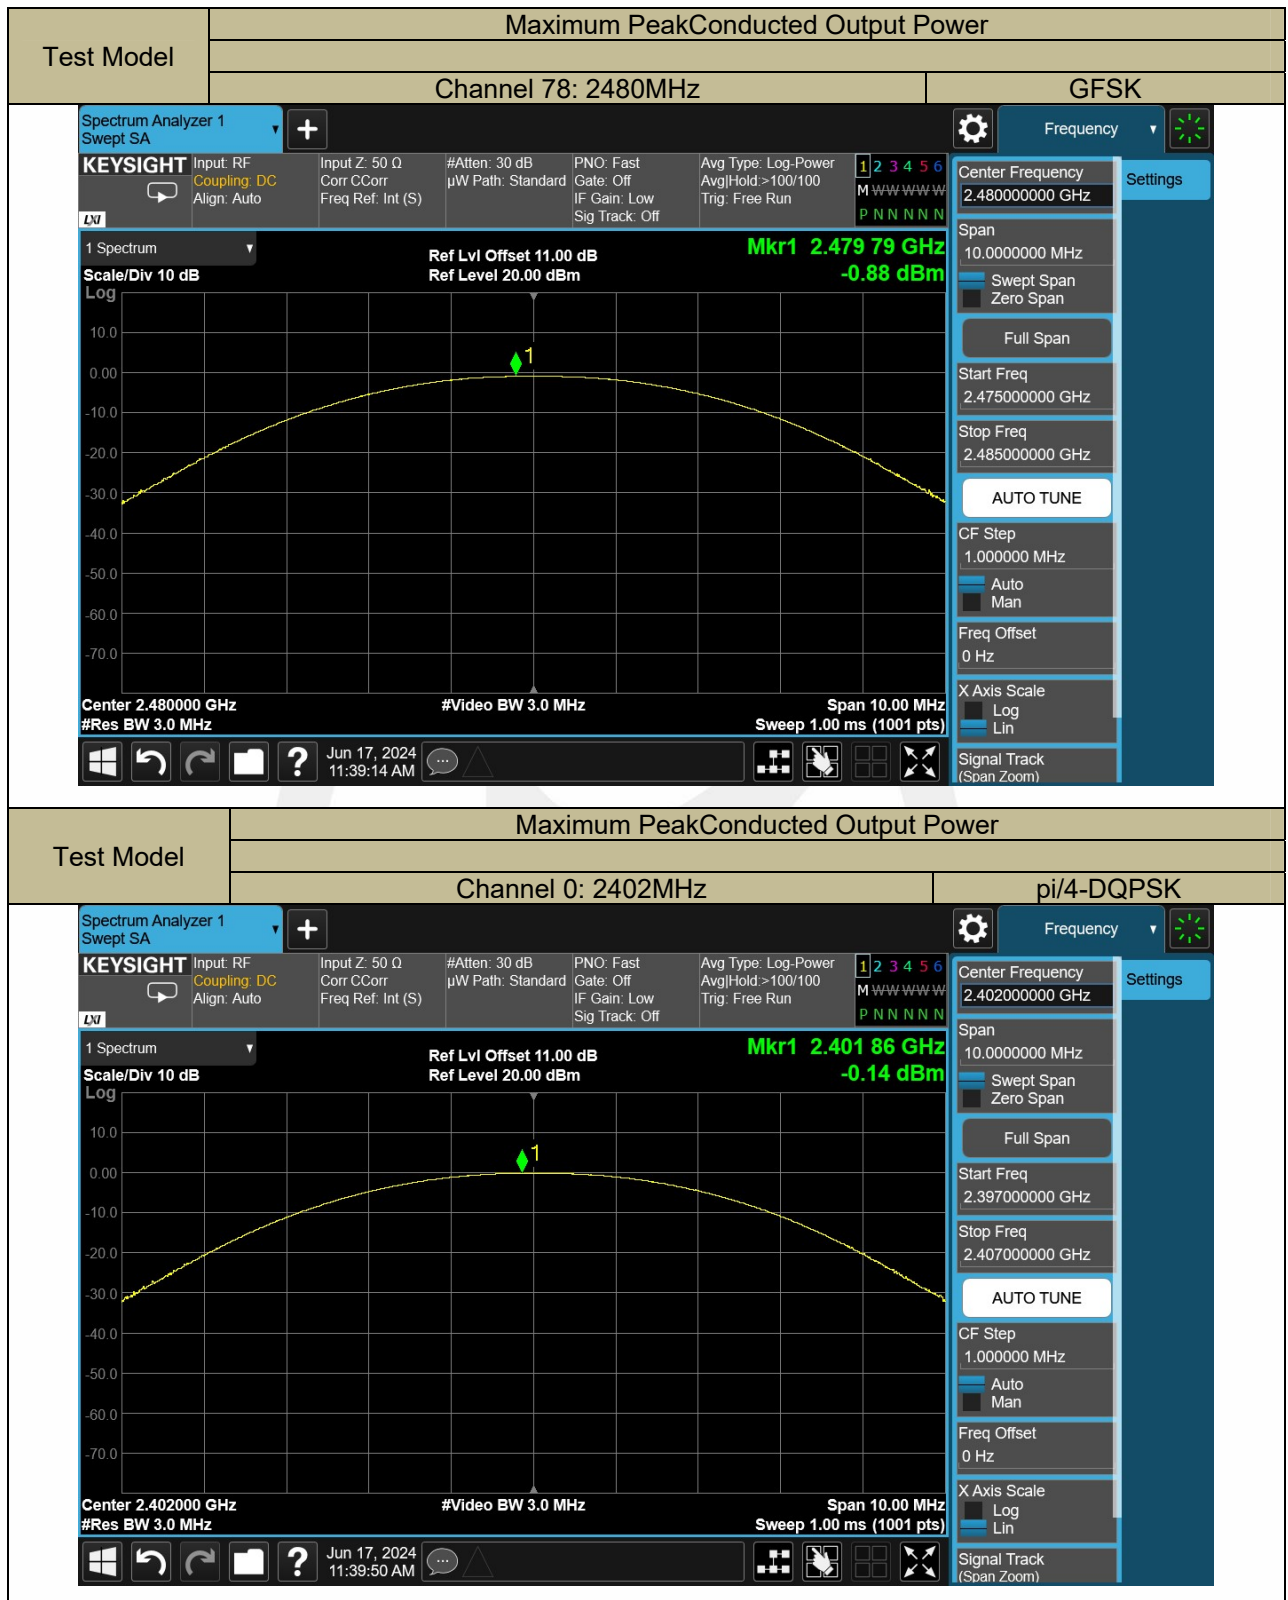 Test Model
Maximum PeakConducted Output Power
Channel 78: 2480MHz
GFSK
Spectrum Analyzer 1
Swept SA
Frequency
KEYSIGHT
LXI
Input: RF
Coupling: DC
Align: Auto
Input Z: 50 Ω
Corr CCorr
Freq Ref: Int (S)
#Atten: 30 dB
µW Path: Standard
PNO: Fast
Gate: Off
IF Gain: Low
Sig Track: Off
Avg Type: Log-Power
Avg|Hold:>100/100
Trig: Free Run
1 2 3 4 5 6
M W W W W W
P N N N N N
1 Spectrum
Scale/Div 10 dB
Log
Ref Lvl Offset 11.00 dB
Ref Level 20.00 dBm
Mkr1 2.479 79 GHz
-0.88 dBm
1
10.0
0.00
-10.0
-20.0
-30.0
-40.0
-50.0
-60.0
-70.0
Center 2.480000 GHz
#Res BW 3.0 MHz
#Video BW 3.0 MHz
Span 10.00 MHz
Sweep 1.00 ms (1001 pts)
Jun 17, 2024
11:39:14 AM
Center Frequency
2.480000000 GHz
Settings
Span
10.0000000 MHz
Swept Span
Zero Span
Full Span
Start Freq
2.475000000 GHz
Stop Freq
2.485000000 GHz
AUTO TUNE
CF Step
1.000000 MHz
Auto
Man
Freq Offset
0 Hz
X Axis Scale
Log
Lin
Signal Track
(Span Zoom)
Test Model
Maximum PeakConducted Output Power
Channel 0: 2402MHz
pi/4-DQPSK
Spectrum Analyzer 1
Swept SA
Frequency
KEYSIGHT
LXI
Input: RF
Coupling: DC
Align: Auto
Input Z: 50 Ω
Corr CCorr
Freq Ref: Int (S)
#Atten: 30 dB
µW Path: Standard
PNO: Fast
Gate: Off
IF Gain: Low
Sig Track: Off
Avg Type: Log-Power
Avg|Hold:>100/100
Trig: Free Run
1 2 3 4 5 6
M W W W W W
P N N N N N
1 Spectrum
Scale/Div 10 dB
Log
Ref Lvl Offset 11.00 dB
Ref Level 20.00 dBm
Mkr1 2.401 86 GHz
-0.14 dBm
1
10.0
0.00
-10.0
-20.0
-30.0
-40.0
-50.0
-60.0
-70.0
Center 2.402000 GHz
#Res BW 3.0 MHz
#Video BW 3.0 MHz
Span 10.00 MHz
Sweep 1.00 ms (1001 pts)
Jun 17, 2024
11:39:50 AM
Center Frequency
2.402000000 GHz
Settings
Span
10.0000000 MHz
Swept Span
Zero Span
Full Span
Start Freq
2.397000000 GHz
Stop Freq
2.407000000 GHz
AUTO TUNE
CF Step
1.000000 MHz
Auto
Man
Freq Offset
0 Hz
X Axis Scale
Log
Lin
Signal Track
(Span Zoom)